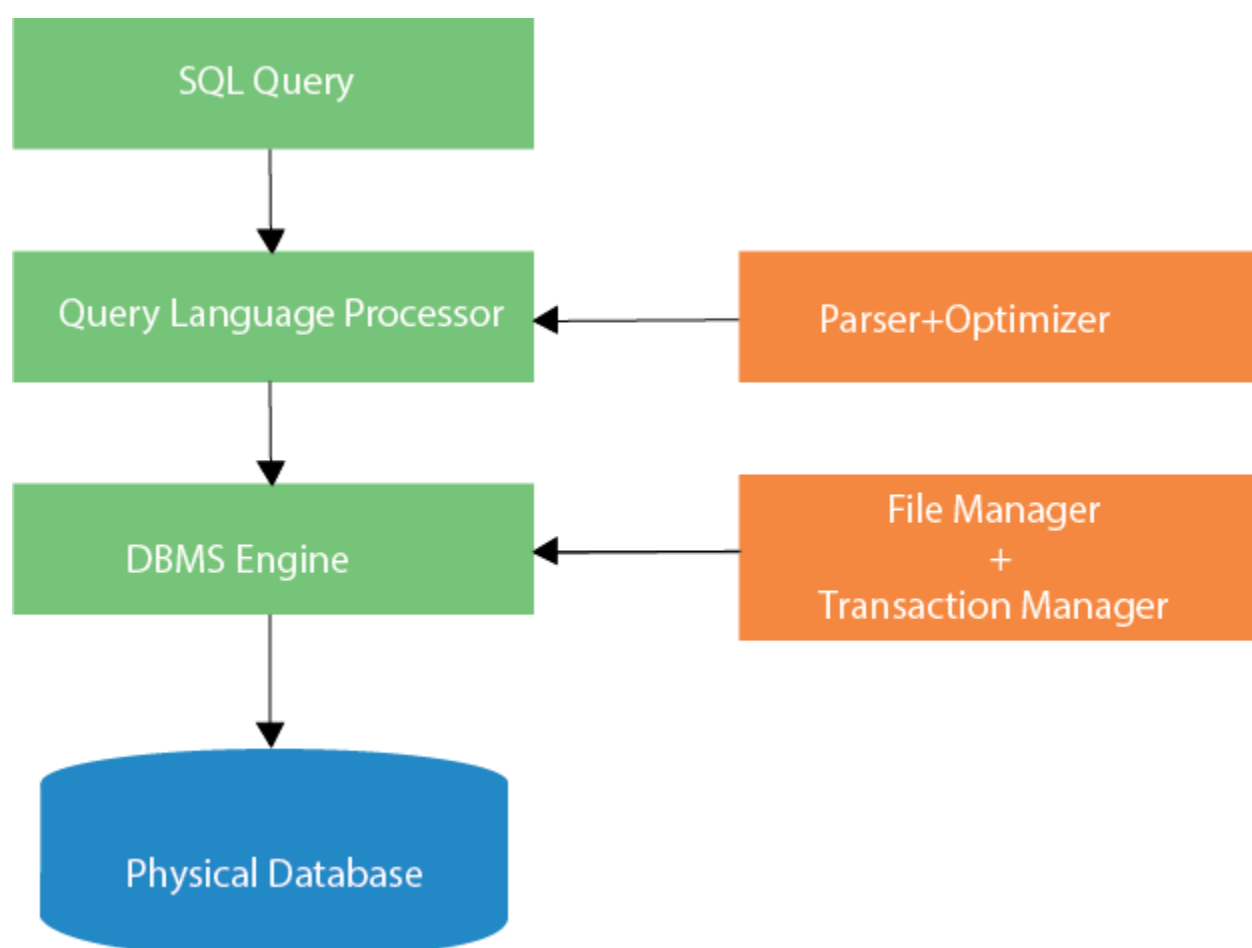 SQL Query
Query Language Processor
Parser+Optimizer
DBMS Engine
File Manager
+
Transaction Manager
Physical Database